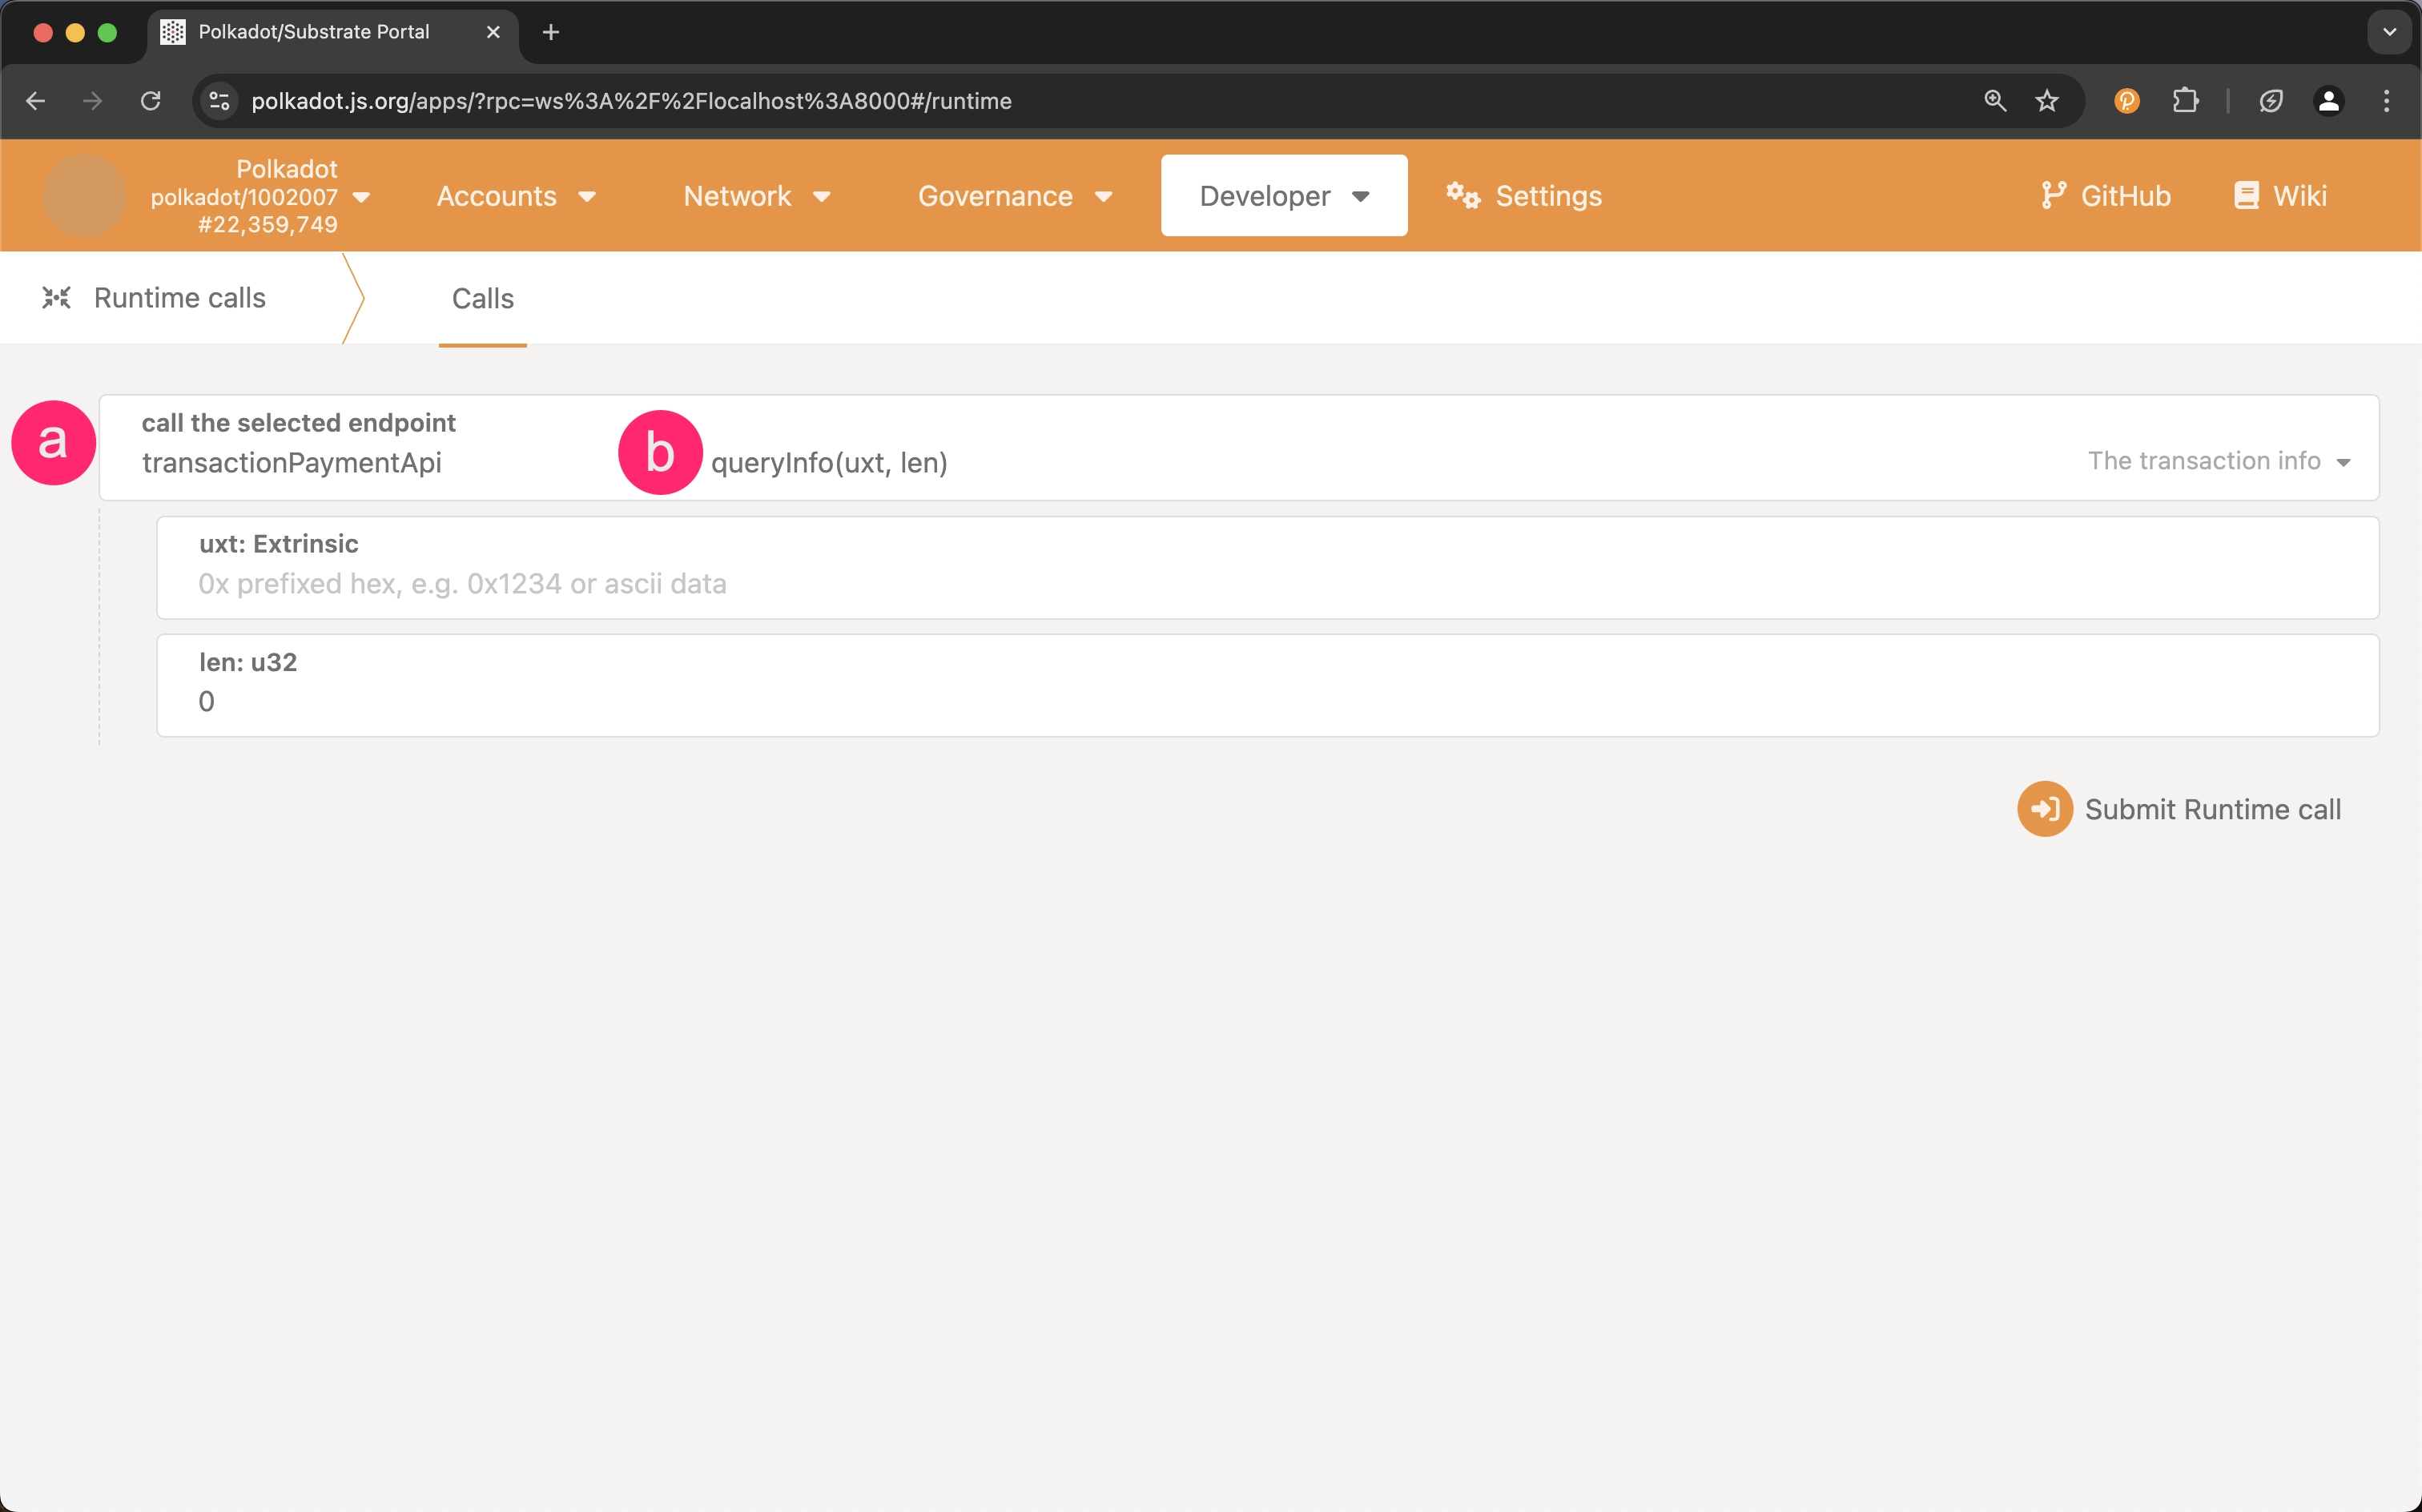 Polkadot/Substrate Portal
polkadot.js.org/apps/?rpc=ws%3A%2F%2Flocalhost%3A8000#/runtime
Polkadot
polkadot/1002007
#22,359,749
Accounts
Network
Governance
Developer
Settings
GitHub
Wiki
Runtime calls
Calls
a
call the selected endpoint
transactionPaymentApi
b
queryInfo(uxt, len)
The transaction info
uxt: Extrinsic
0x prefixed hex, e.g. 0x1234 or ascii data
len: u32
0
Submit Runtime call